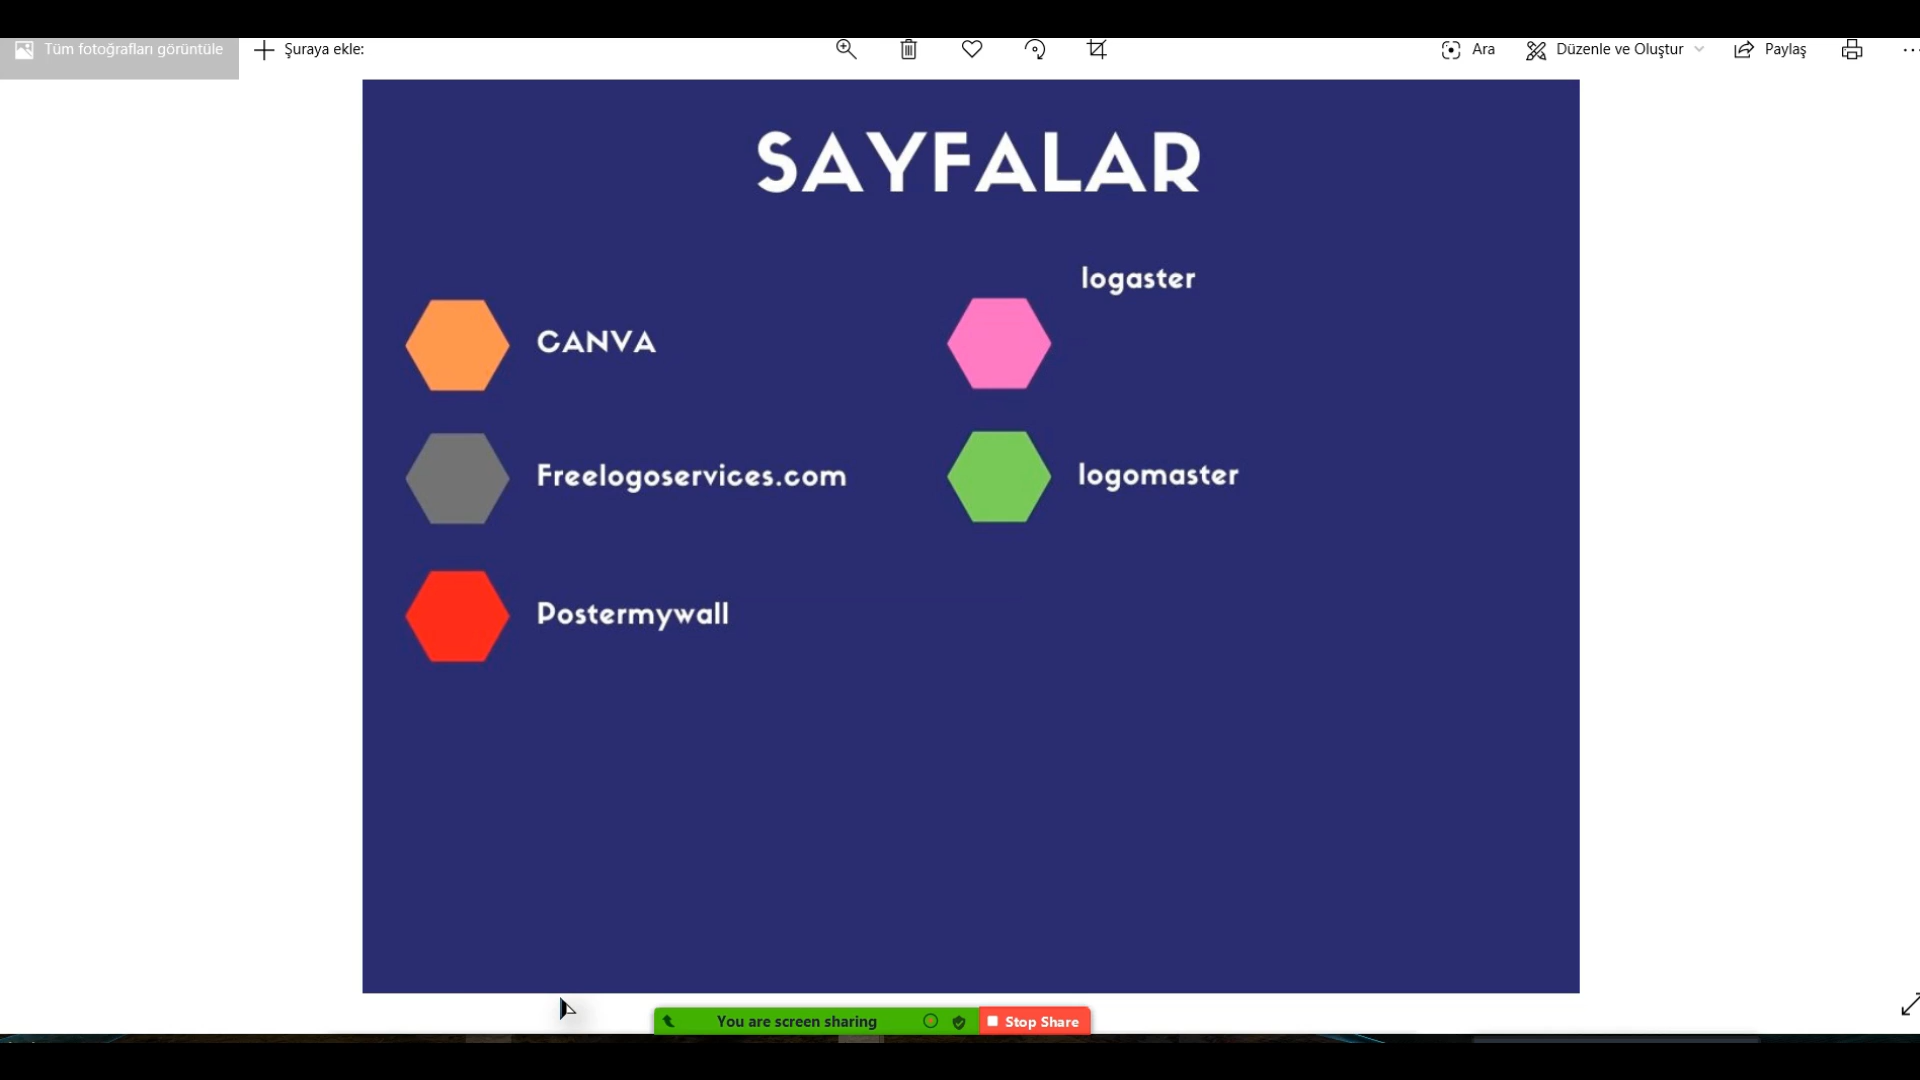 Tüm fotoğrafları görüntüle
Şuraya ekle:
Ara
Düzenle ve Oluştur
Paylaş
SAYFALAR
logaster
CANVA
Freelogoservices.com
logomaster
Postermywall
You are screen sharing
Stop Share